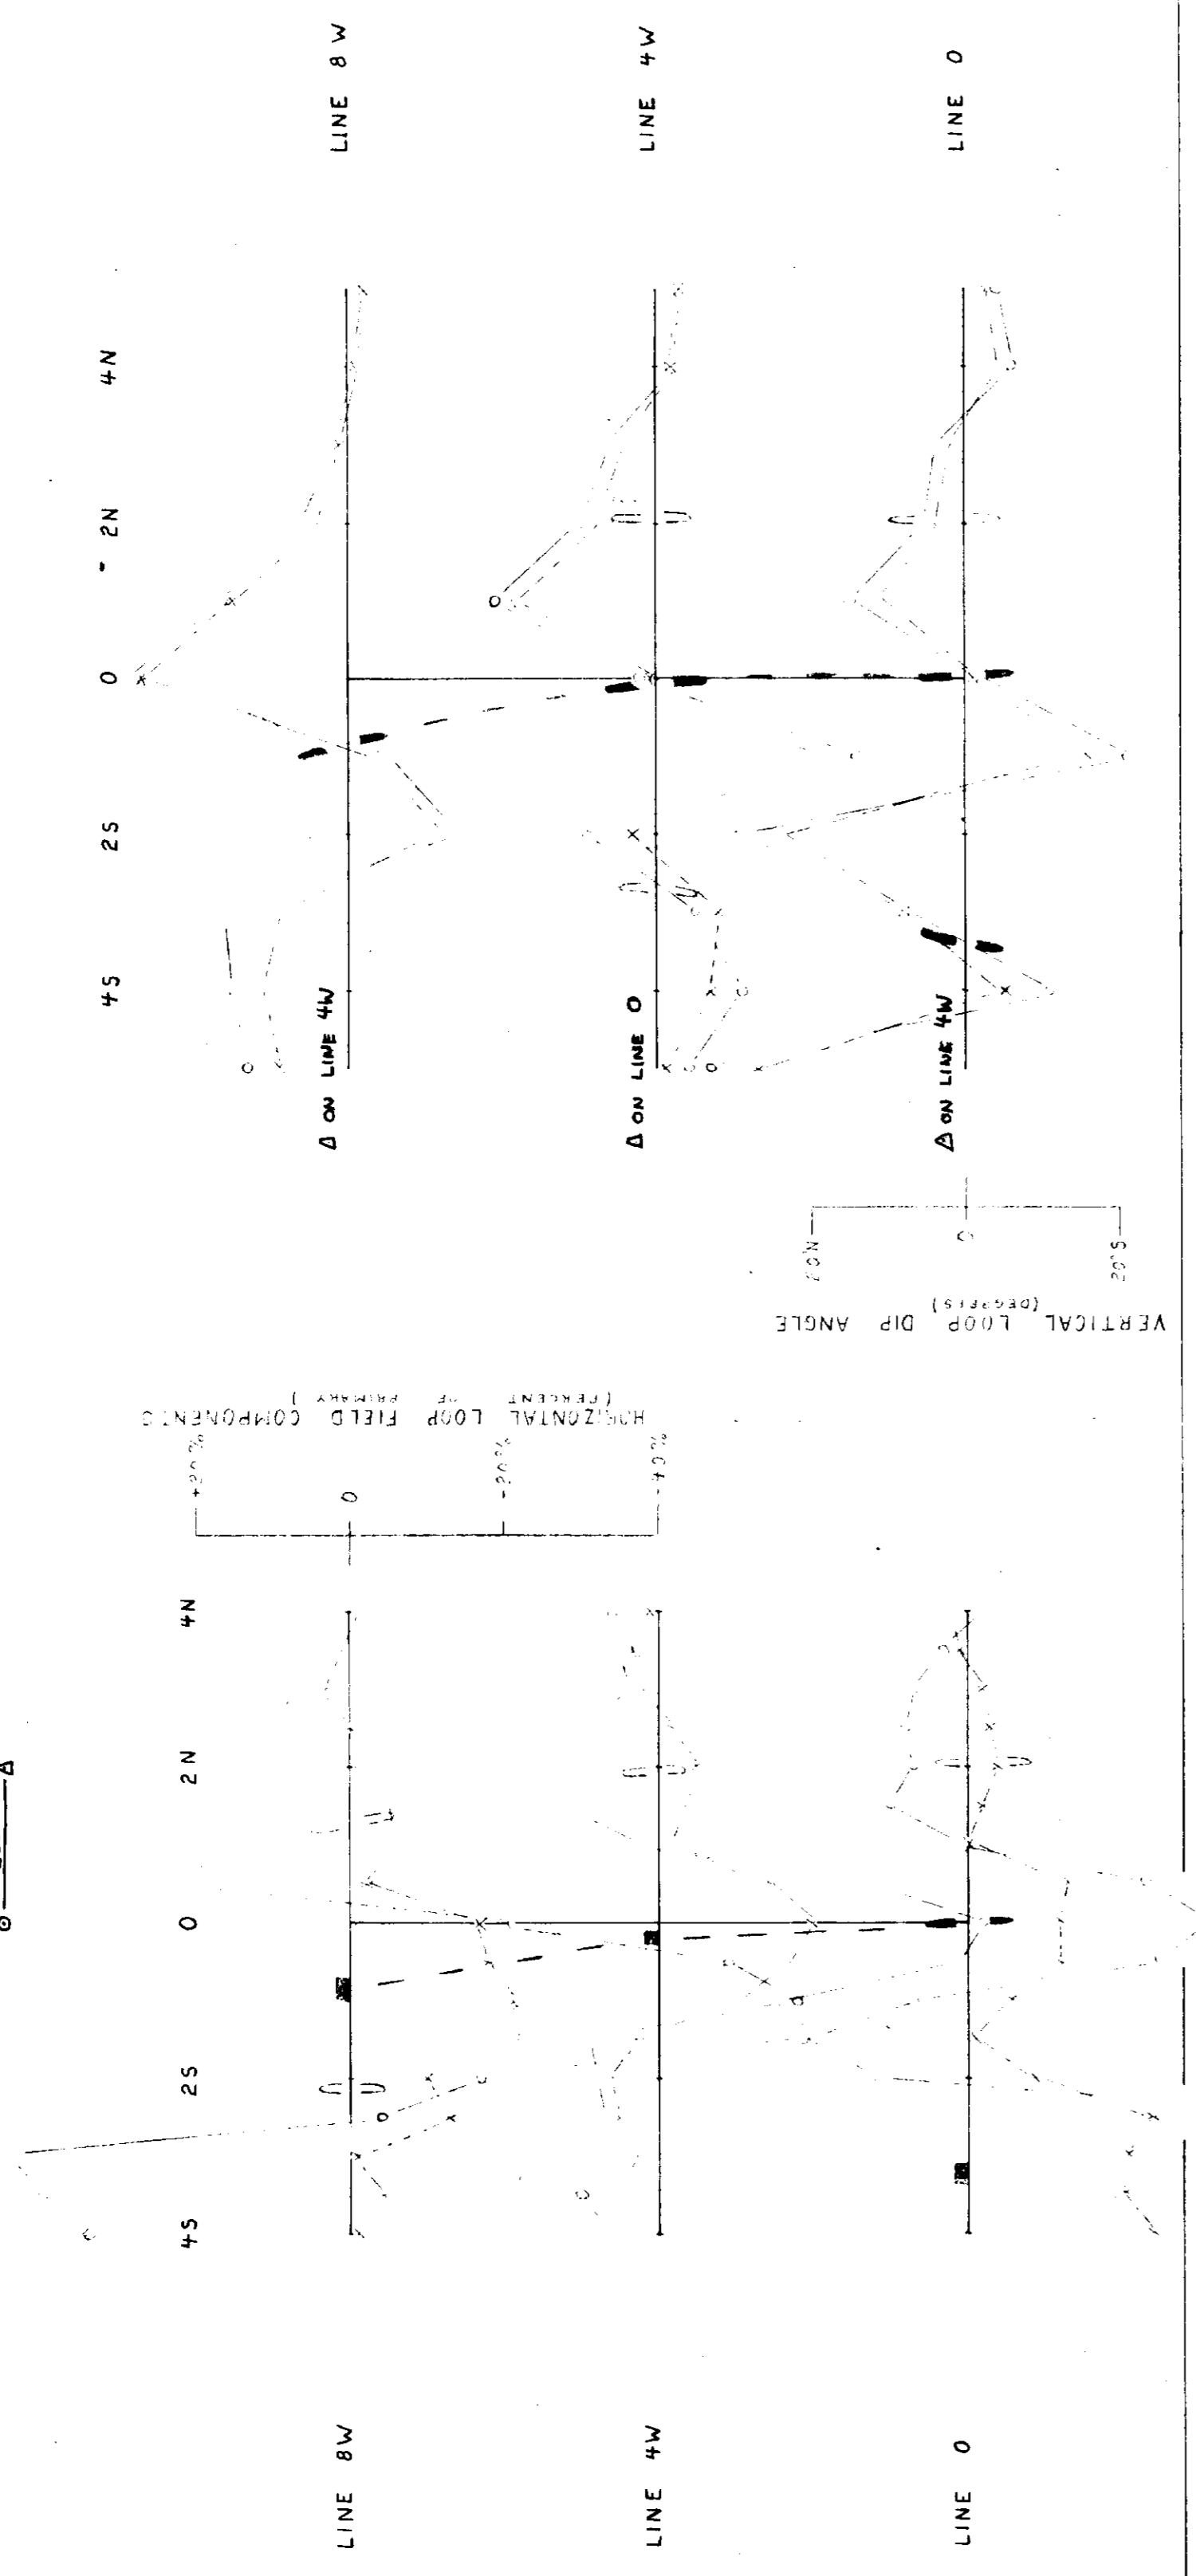 4S 2S 0 2N 4N
LINE 8W
LINE 4W
LINE 0
+20%
0
-20%
-40%
HORIZONTAL LOOP FIELD COMPONENTS
(PERCENT OF PRIMARY)
4S 2S 0 2N 4N
Δ ON LINE 4W
LINE 8W
Δ ON LINE 0
LINE 4W
Δ ON LINE 4W
LINE 0
20°N
0
20°S
VERTICAL LOOP DIP ANGLE
(DEGREES)